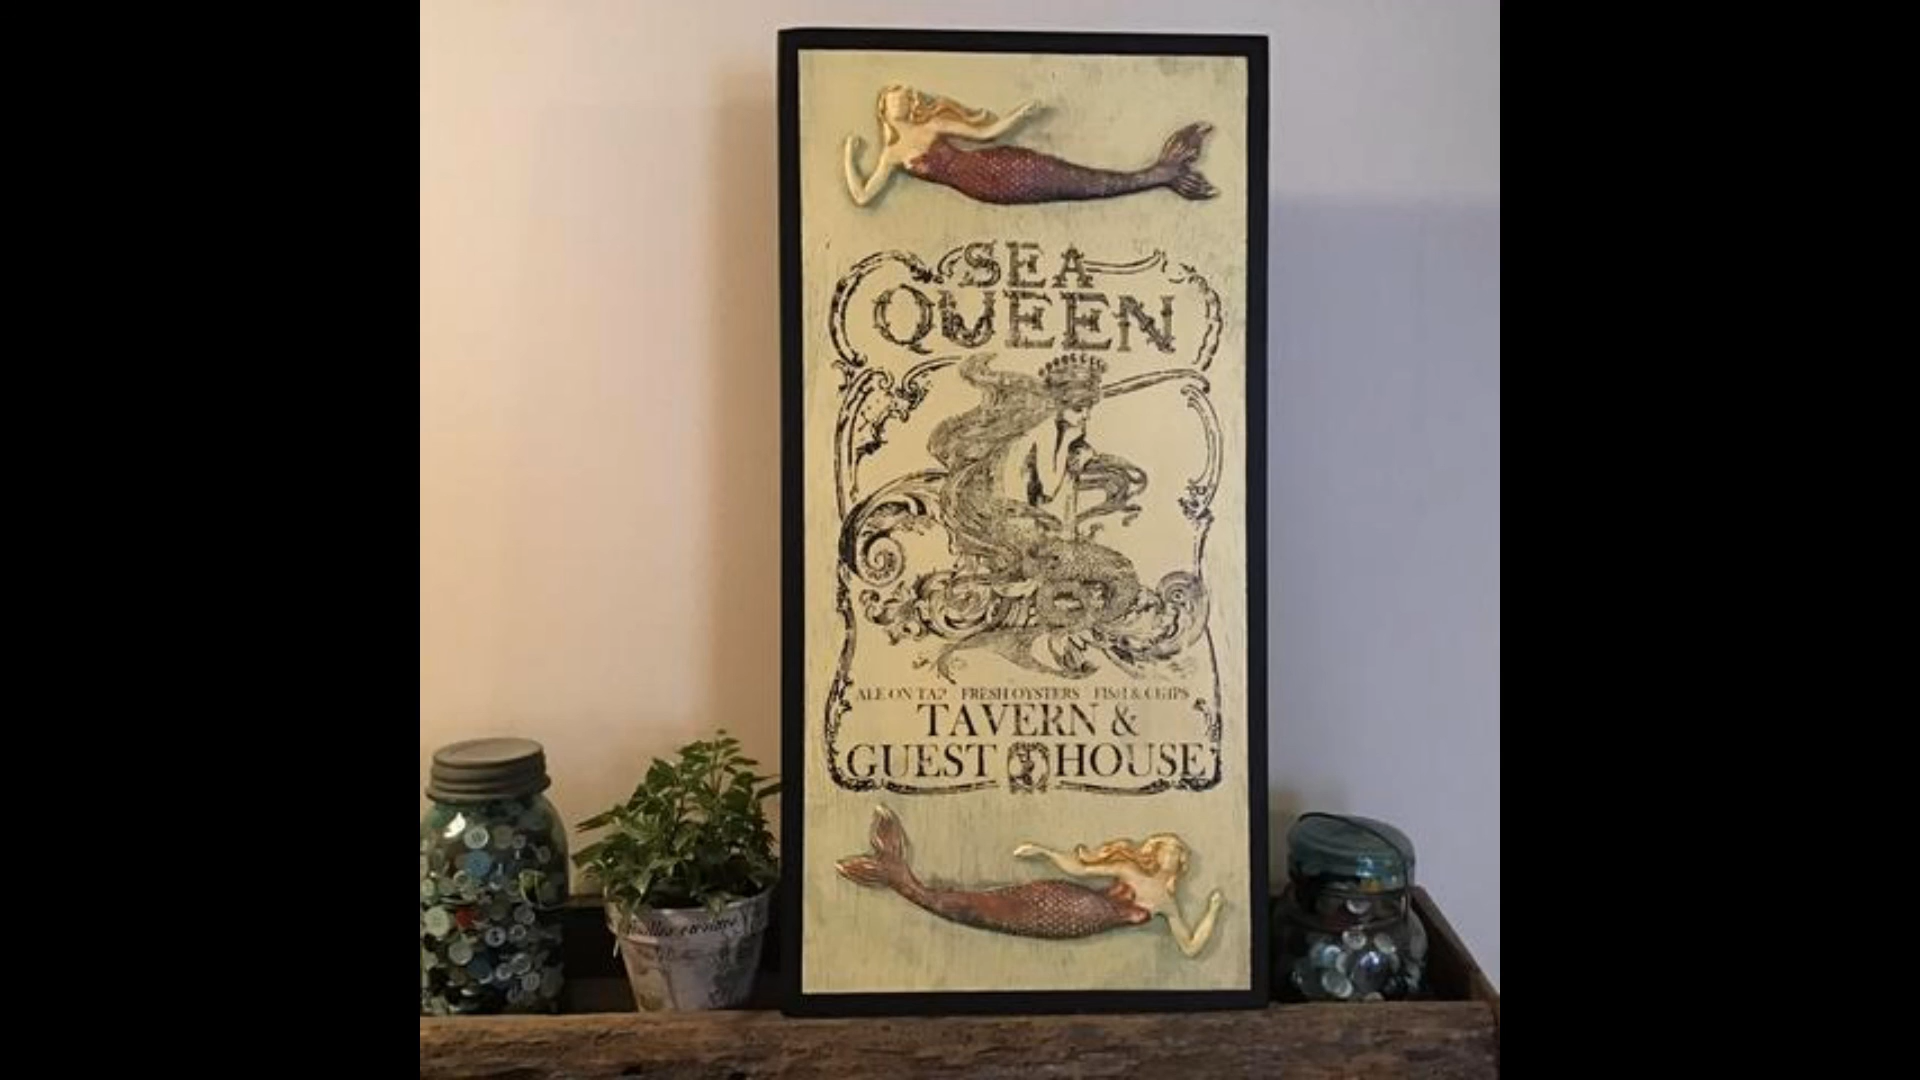 SEA
QUEEN
ALE ON TAP FRESH OYSTERS FISH & CHIPS
TAVERN &
GUEST HOUSE